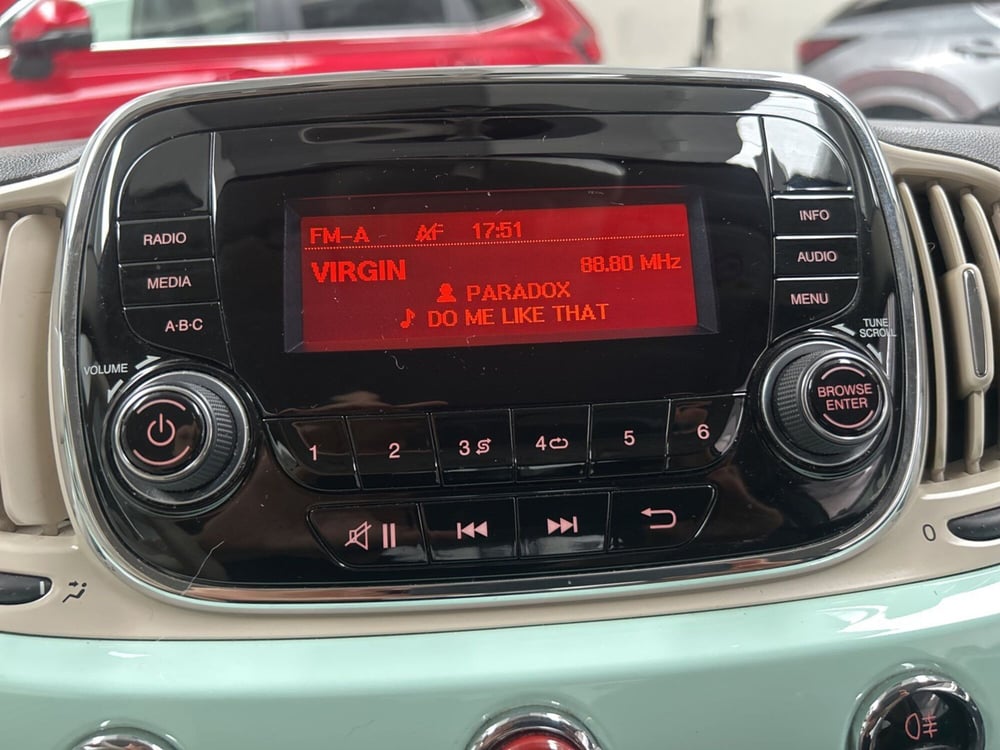 FM-A AF 17:51
VIRGIN 88.80 MHz
PARADOX
DO ME LIKE THAT
RADIO
MEDIA
A·B·C
VOLUME
INFO
AUDIO
MENU
TUNE
SCROLL
BROWSE
ENTER
1 2 3 4 5 6
0